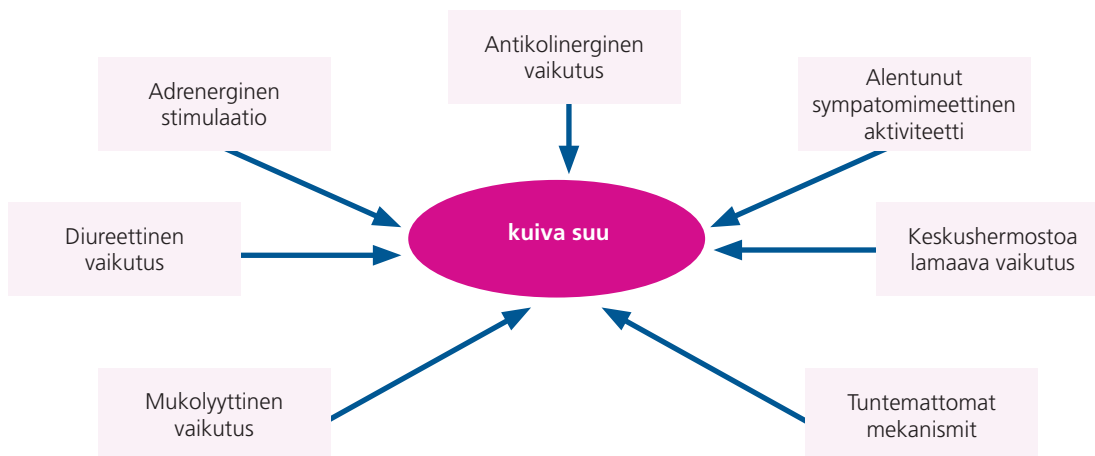 Antikolinerginen
vaikutus
Adrenerginen
stimulaatio
Alentunut
sympatomimeettinen
aktiviteetti
Diureettinen
vaikutus
kuiva suu
Keskushermostoa
lamaava vaikutus
Mukolyyttinen
vaikutus
Tuntemattomat
mekanismit